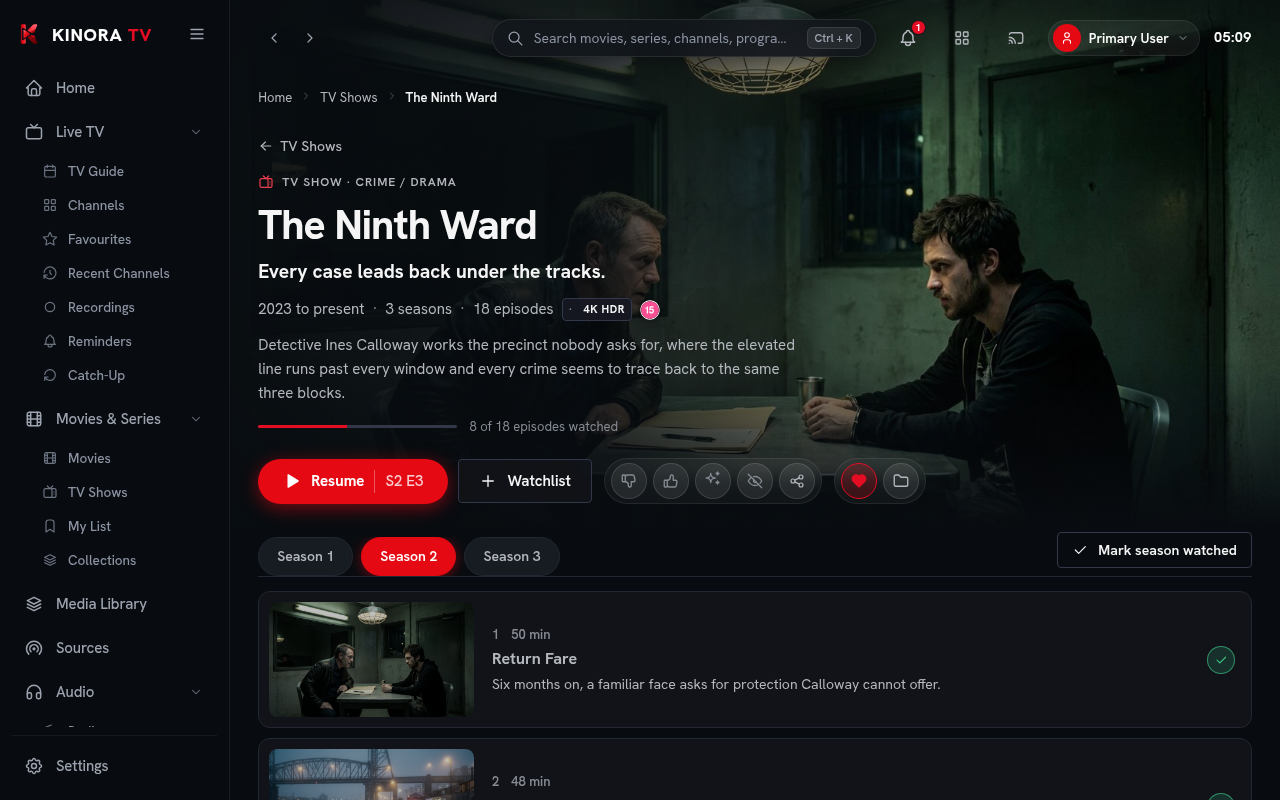 KINORA TV
Home
Live TV
TV Guide
Channels
Favourites
Recent Channels
Recordings
Reminders
Catch-Up
Movies & Series
Movies
TV Shows
My List
Collections
Media Library
Sources
Audio
Settings
Search movies, series, channels, progra...
Ctrl + K
1
Primary User
05:09
Home
TV Shows
The Ninth Ward
TV Shows
TV SHOW · CRIME / DRAMA
The Ninth Ward
Every case leads back under the tracks.
2023 to present · 3 seasons · 18 episodes · 4K HDR 15
Detective Ines Calloway works the precinct nobody asks for, where the elevated
line runs past every window and every crime seems to trace back to the same
three blocks.
8 of 18 episodes watched
Resume S2 E3
Watchlist
Season 1
Season 2
Season 3
Mark season watched
1 50 min
Return Fare
Six months on, a familiar face asks for protection Calloway cannot offer.
2 48 min